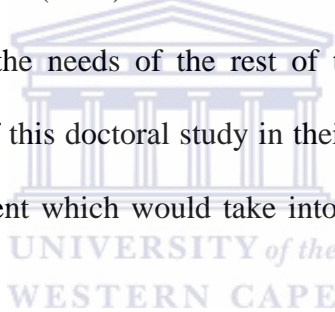 the needs of the rest of
this doctoral study in thei
ent which would take into
UNIVERSITY of the
WESTERN CAPE